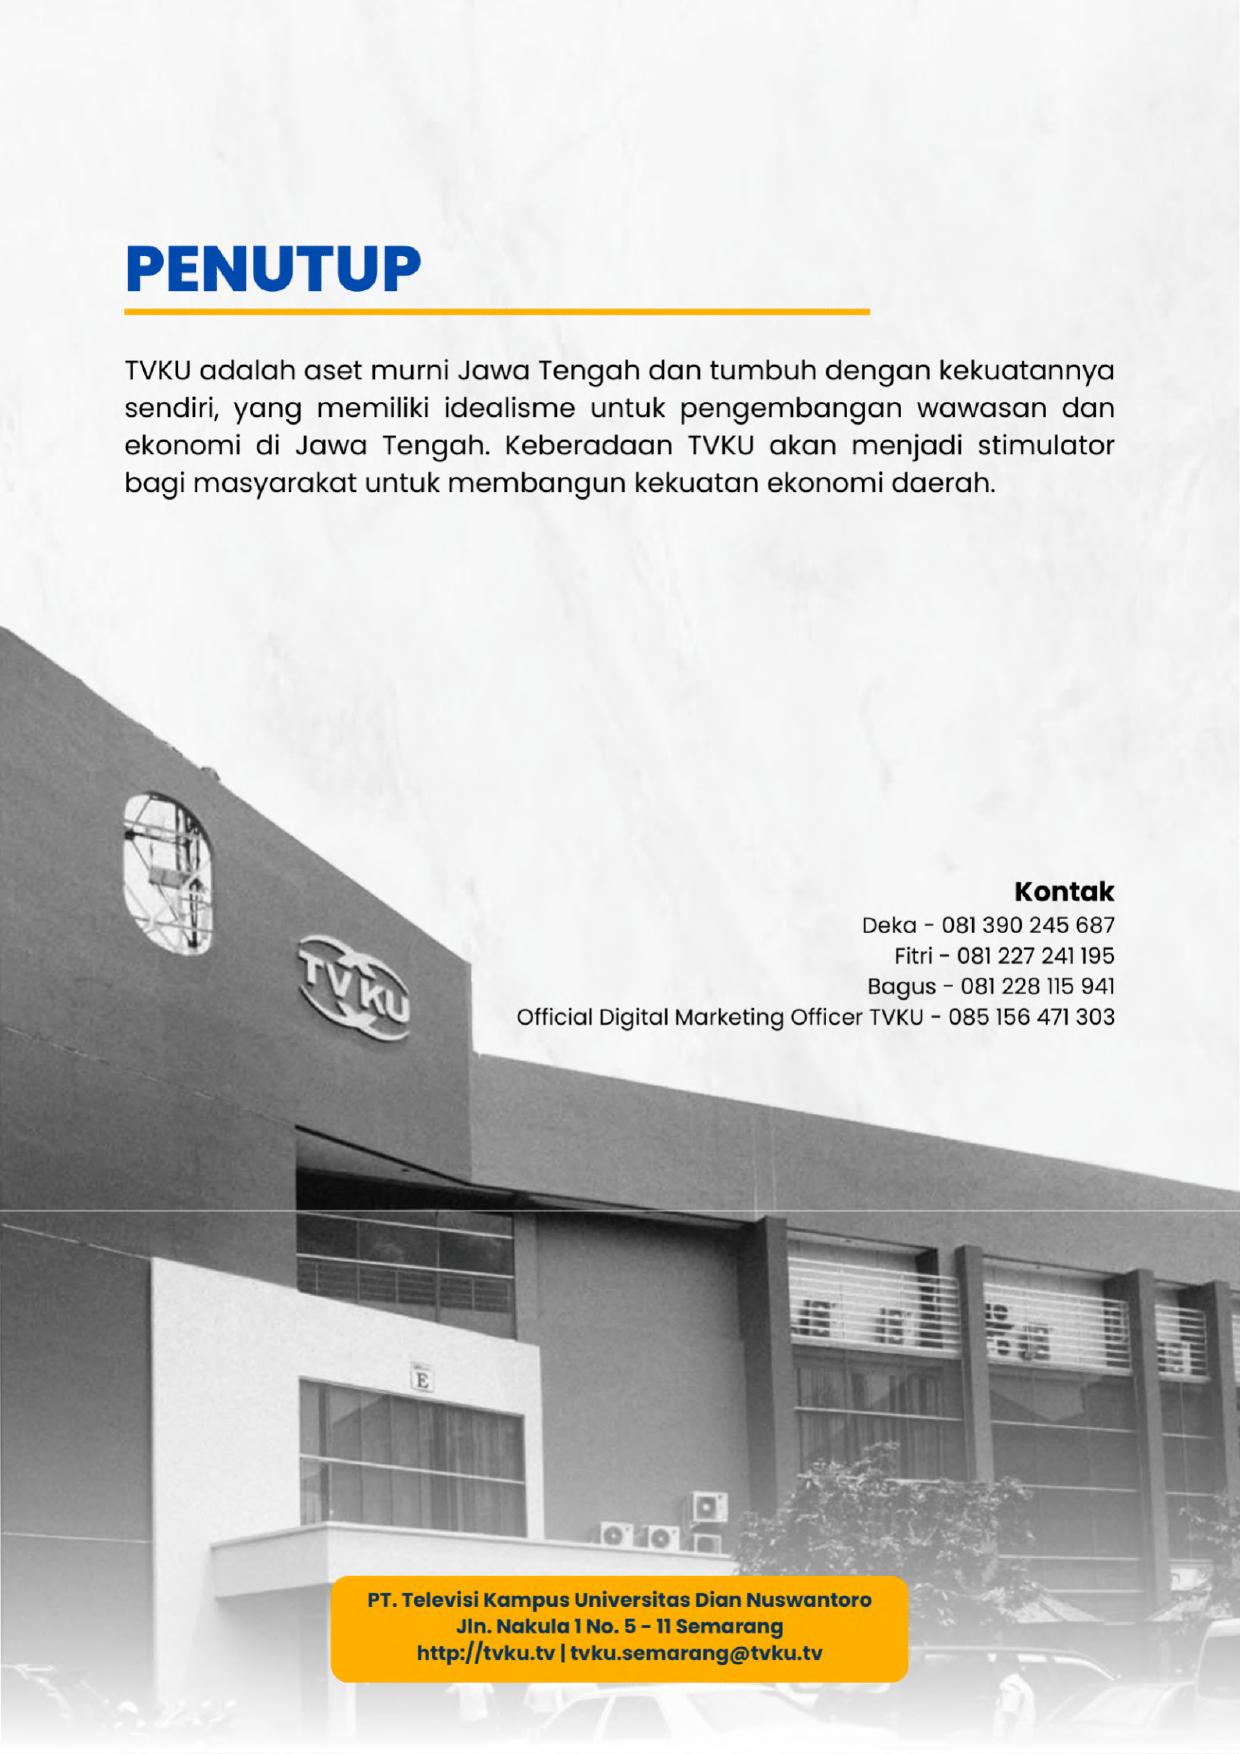 PENUTUP
TVKU adalah aset murni Jawa Tengah dan tumbuh dengan kekuatannya
sendiri, yang memiliki idealisme untuk pengembangan wawasan dan
ekonomi di Jawa Tengah. Keberadaan TVKU akan menjadi stimulator
bagi masyarakat untuk membangun kekuatan ekonomi daerah.
Kontak
Deka - 081 390 245 687
Fitri - 081 227 241 195
Bagus - 081 228 115 941
Official Digital Marketing Officer TVKU - 085 156 471 303
TVKU
E
PT. Televisi Kampus Universitas Dian Nuswantoro
Jln. Nakula 1 No. 5 - 11 Semarang
http://tvku.tv | tvku.semarang@tvku.tv